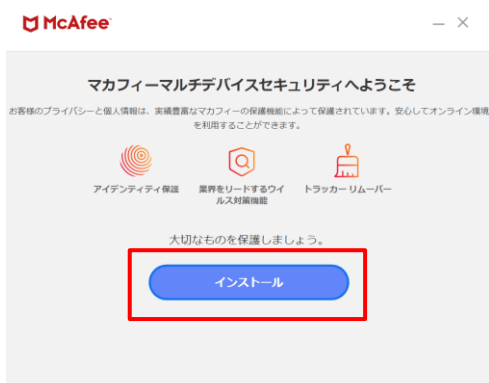 McAfee
マカフィーマルチデバイスセキュリティへようこそ
お客様のプライバシーと個人情報は、実績豊富なマカフィーの保護機能によって保護されています。安心してオンライン環境
を利用することができます。
アイデンティティ保護
業界をリードするウイ
ルス対策機能
トラッカー リムーバー
大切なものを保護しましょう。
インストール